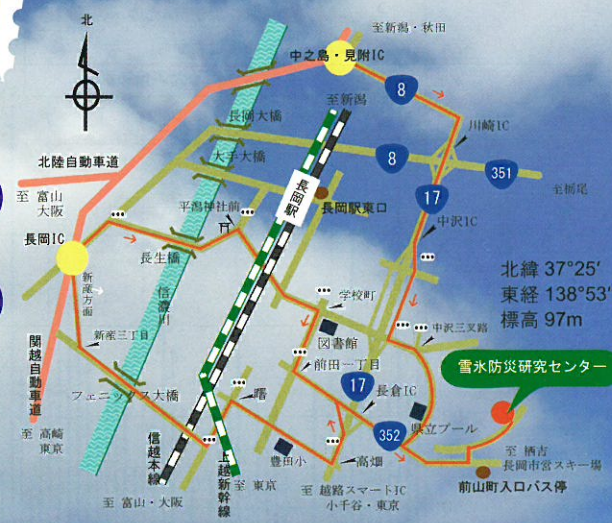 北
至新潟・秋田
中之島・見附IC
8
至新潟
川崎IC
長岡大橋
大手大橋
8
351
北陸自動車道
至 富山
大阪
至栃尾
17
長岡駅
長岡駅東口
平潟神社前
中沢IC
長岡IC
長生橋
新産方面
信濃川
北緯 37°25′
東経 138°53′
標高 97m
学校町
図書館
中沢三叉路
新産三丁目
関越自動車道
前田一丁目
雪氷防災研究センター
フェニックス大橋
曙
17
長倉IC
県立プール
352
至 高崎
東京
信越本線
上越新幹線
豊田小
高畑
至 栖吉
長岡市営スキー場
前山町入口バス停
至 富山・大阪
至 東京
至 越路スマートIC
小千谷・東京